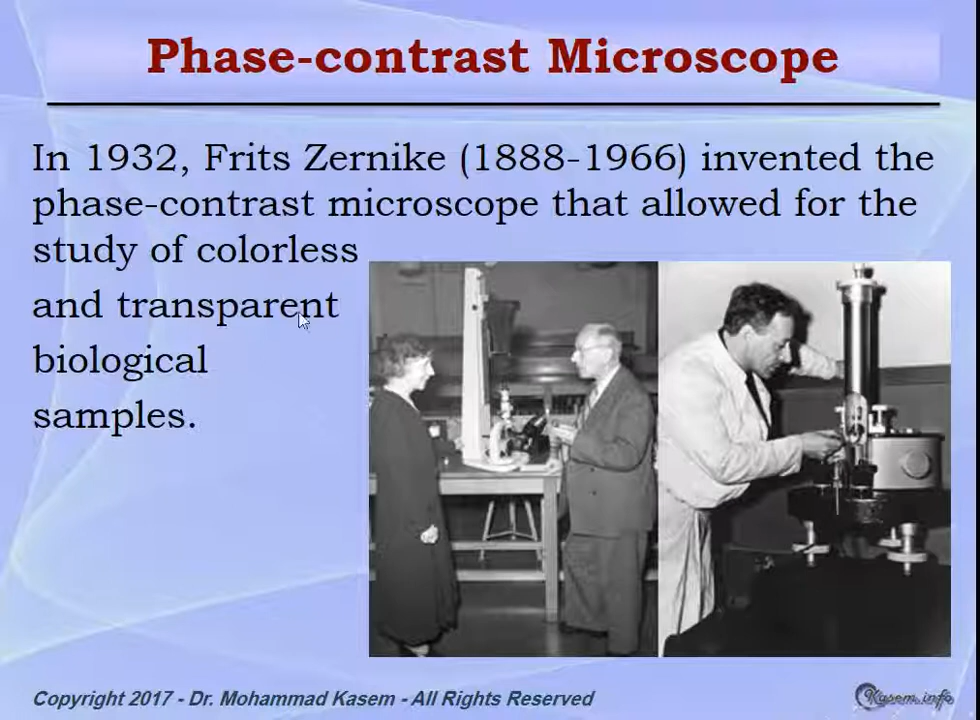 Phase-contrast Microscope
In 1932, Frits Zernike (1888-1966) invented the
phase-contrast microscope that allowed for the
study of colorless
and transparent
biological
samples.
Copyright 2017 - Dr. Mohammad Kasem - All Rights Reserved
Kasem.info